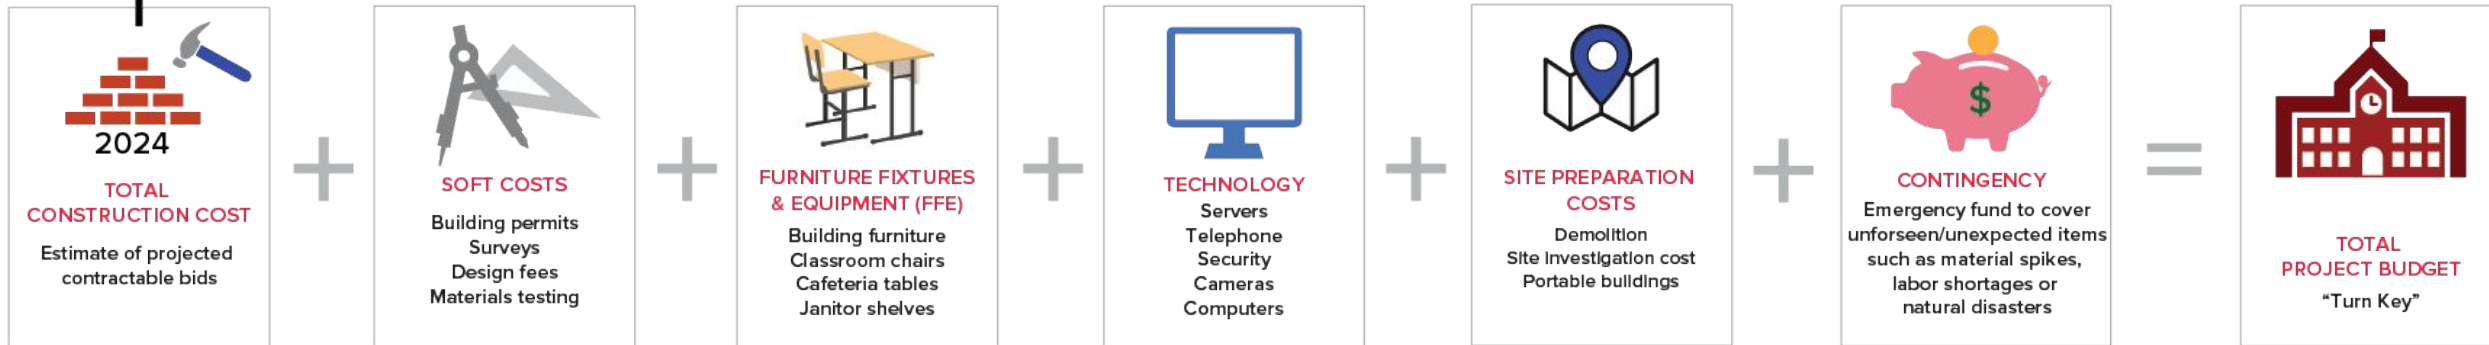 2024
TOTAL
CONSTRUCTION COST
Estimate of projected
contractable bids
+
SOFT COSTS
Building permits
Surveys
Design fees
Materials testing
+
FURNITURE FIXTURES
& EQUIPMENT (FFE)
Building furniture
Classroom chairs
Cafeteria tables
Janitor shelves
+
TECHNOLOGY
Servers
Telephone
Security
Cameras
Computers
+
SITE PREPARATION
COSTS
Demolition
Site investigation cost
Portable buildings
+
$
CONTINGENCY
Emergency fund to cover
unforseen/unexpected items
such as material spikes,
labor shortages or
natural disasters
=
TOTAL
PROJECT BUDGET
“Turn Key”